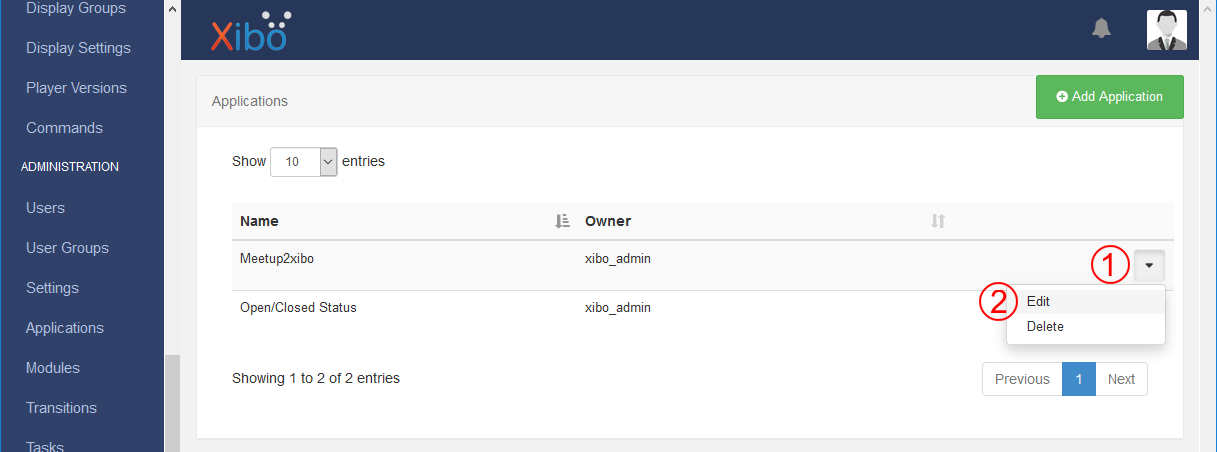 Display Groups
Display Settings
Player Versions
Commands
ADMINISTRATION
Users
User Groups
Settings
Applications
Modules
Transitions
Tasks
Xibo
Applications
Add Application
Show 10 entries
Name Owner
Meetup2xibo xibo_admin 1
Open/Closed Status xibo_admin
2 Edit
Delete
Showing 1 to 2 of 2 entries
Previous 1 Next